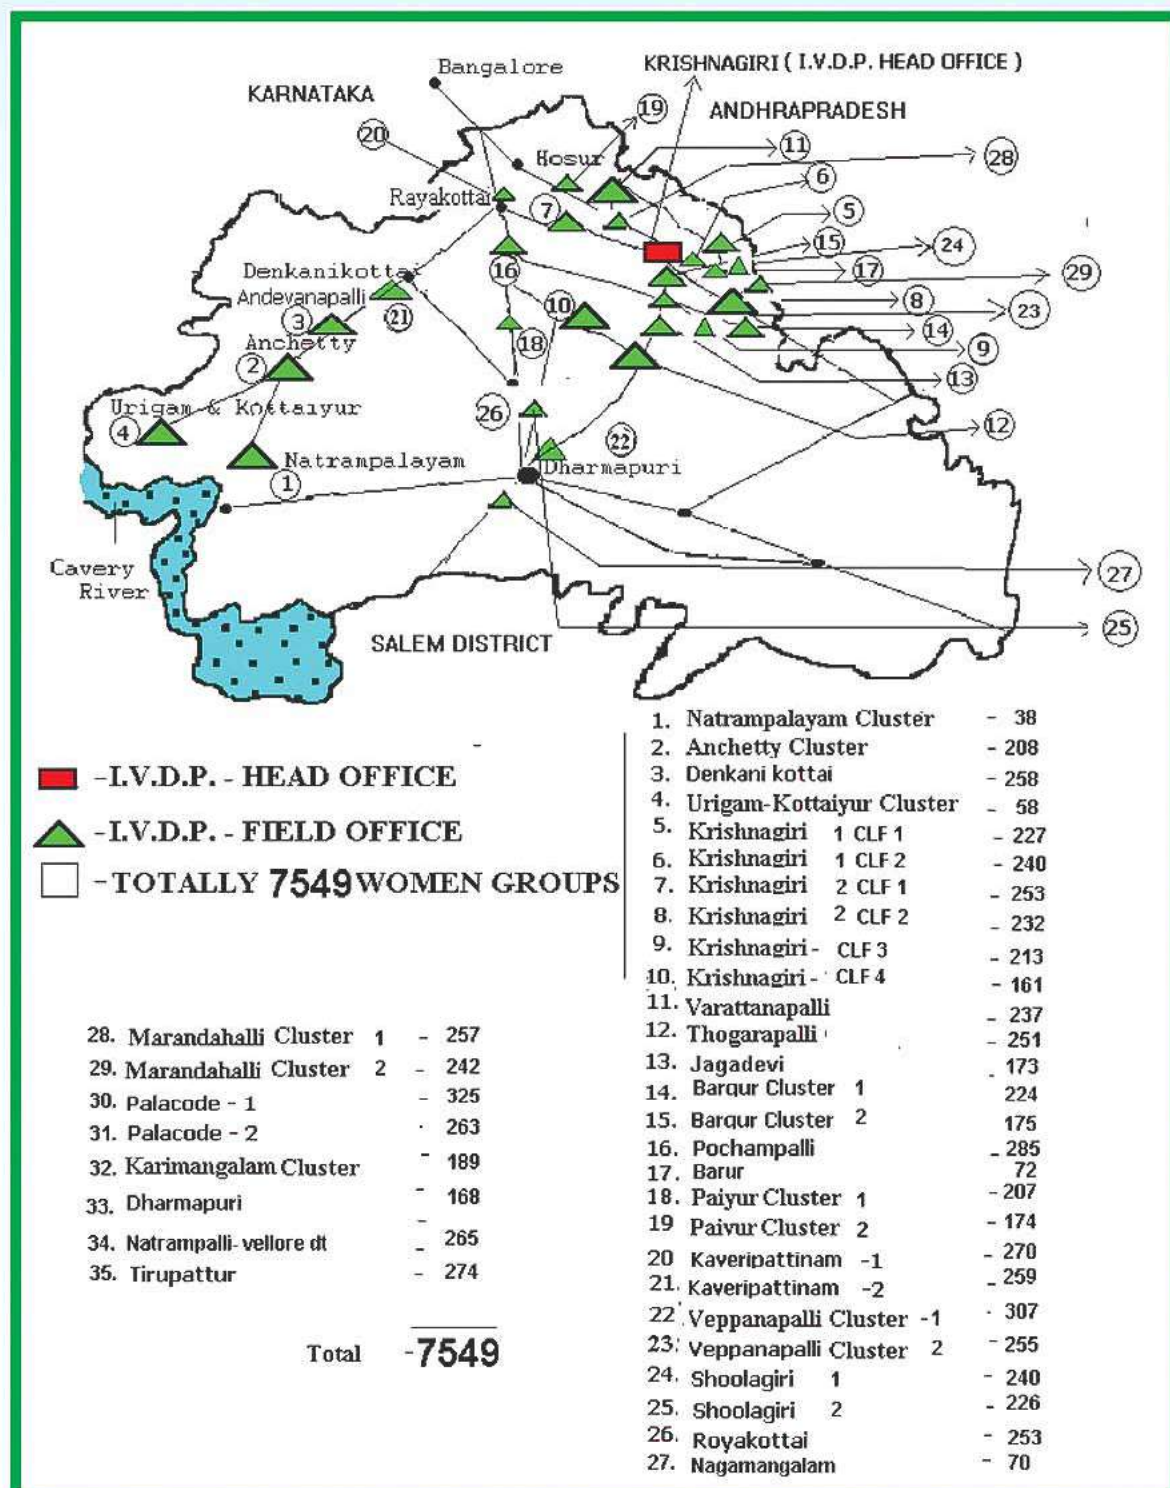 Bangalore
KRISHNAGIRI ( I.V.D.P. HEAD OFFICE )
KARNATAKA
19
ANDHRAPRADESH
20
11
28
Hosur
6
Rayakottai
7
5
15
24
16
17
29
Denkanikottai
Andevanapalli
21
10
8
23
3
14
Anchetty
18
9
2
13
Urigam & Kottaiyur
26
12
4
22
Natrampalayam
Dharmapuri
1
Cavery
River
27
25
SALEM DISTRICT
-I.V.D.P. - HEAD OFFICE
-I.V.D.P. - FIELD OFFICE
-TOTALLY 7549 WOMEN GROUPS
1. Natrampalayam Cluster - 38
2. Anchetty Cluster - 208
3. Denkani kottai - 258
4. Urigam-Kottaiyur Cluster - 58
5. Krishnagiri 1 CLF 1 - 227
6. Krishnagiri 1 CLF 2 - 240
7. Krishnagiri 2 CLF 1 - 253
8. Krishnagiri 2 CLF 2 - 232
9. Krishnagiri - CLF 3 - 213
10. Krishnagiri - CLF 4 - 161
11. Varattanapalli - 237
12. Thogarapalli - 251
13. Jagadevi - 173
14. Bargur Cluster 1 224
15. Bargur Cluster 2 175
16. Pochampalli - 285
17. Barur 72
18. Paiyur Cluster 1 - 207
19 Paiyur Cluster 2 - 174
20 Kaveripattinam -1 - 270
21. Kaveripattinam -2 - 259
22. Veppanapalli Cluster -1 - 307
23. Veppanapalli Cluster 2 - 255
24. Shoolagiri 1 - 240
25. Shoolagiri 2 - 226
26. Royakottai - 253
27. Nagamangalam - 70
28. Marandahalli Cluster 1 - 257
29. Marandahalli Cluster 2 - 242
30. Palacode - 1 - 325
31. Palacode - 2 - 263
32. Karimangalam Cluster - 189
33. Dharmapuri - 168
34. Natrampalli- vellore dt - 265
35. Tirupattur - 274
Total -7549